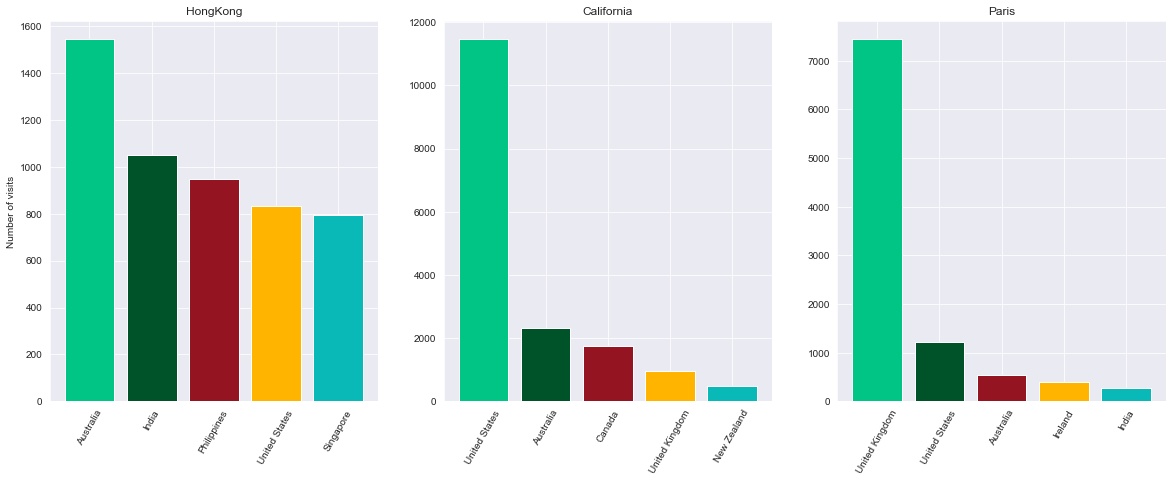 HongKong
Number of visits
1600
1400
1200
1000
800
600
400
200
0
Australia
India
Philippines
United States
Singapore
California
12000
10000
8000
6000
4000
2000
0
United States
Australia
Canada
United Kingdom
New Zealand
Paris
7000
6000
5000
4000
3000
2000
1000
0
United Kingdom
United States
Australia
Ireland
India